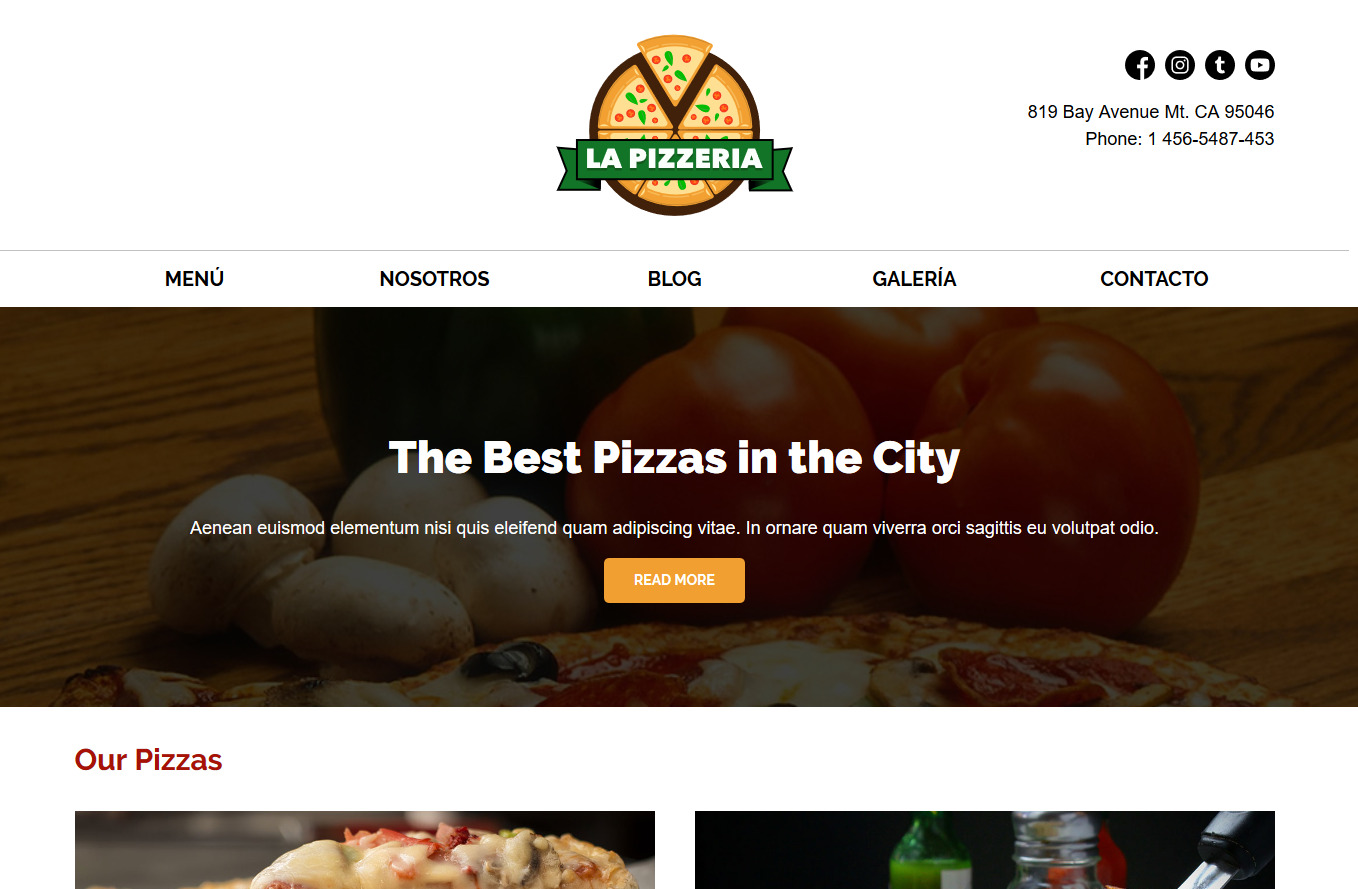 LA PIZZERIA
819 Bay Avenue Mt. CA 95046
Phone: 1 456-5487-453
MENÚ NOSOTROS BLOG GALERÍA CONTACTO
The Best Pizzas in the City
Aenean euismod elementum nisi quis eleifend quam adipiscing vitae. In ornare quam viverra orci sagittis eu volutpat odio.
READ MORE
Our Pizzas